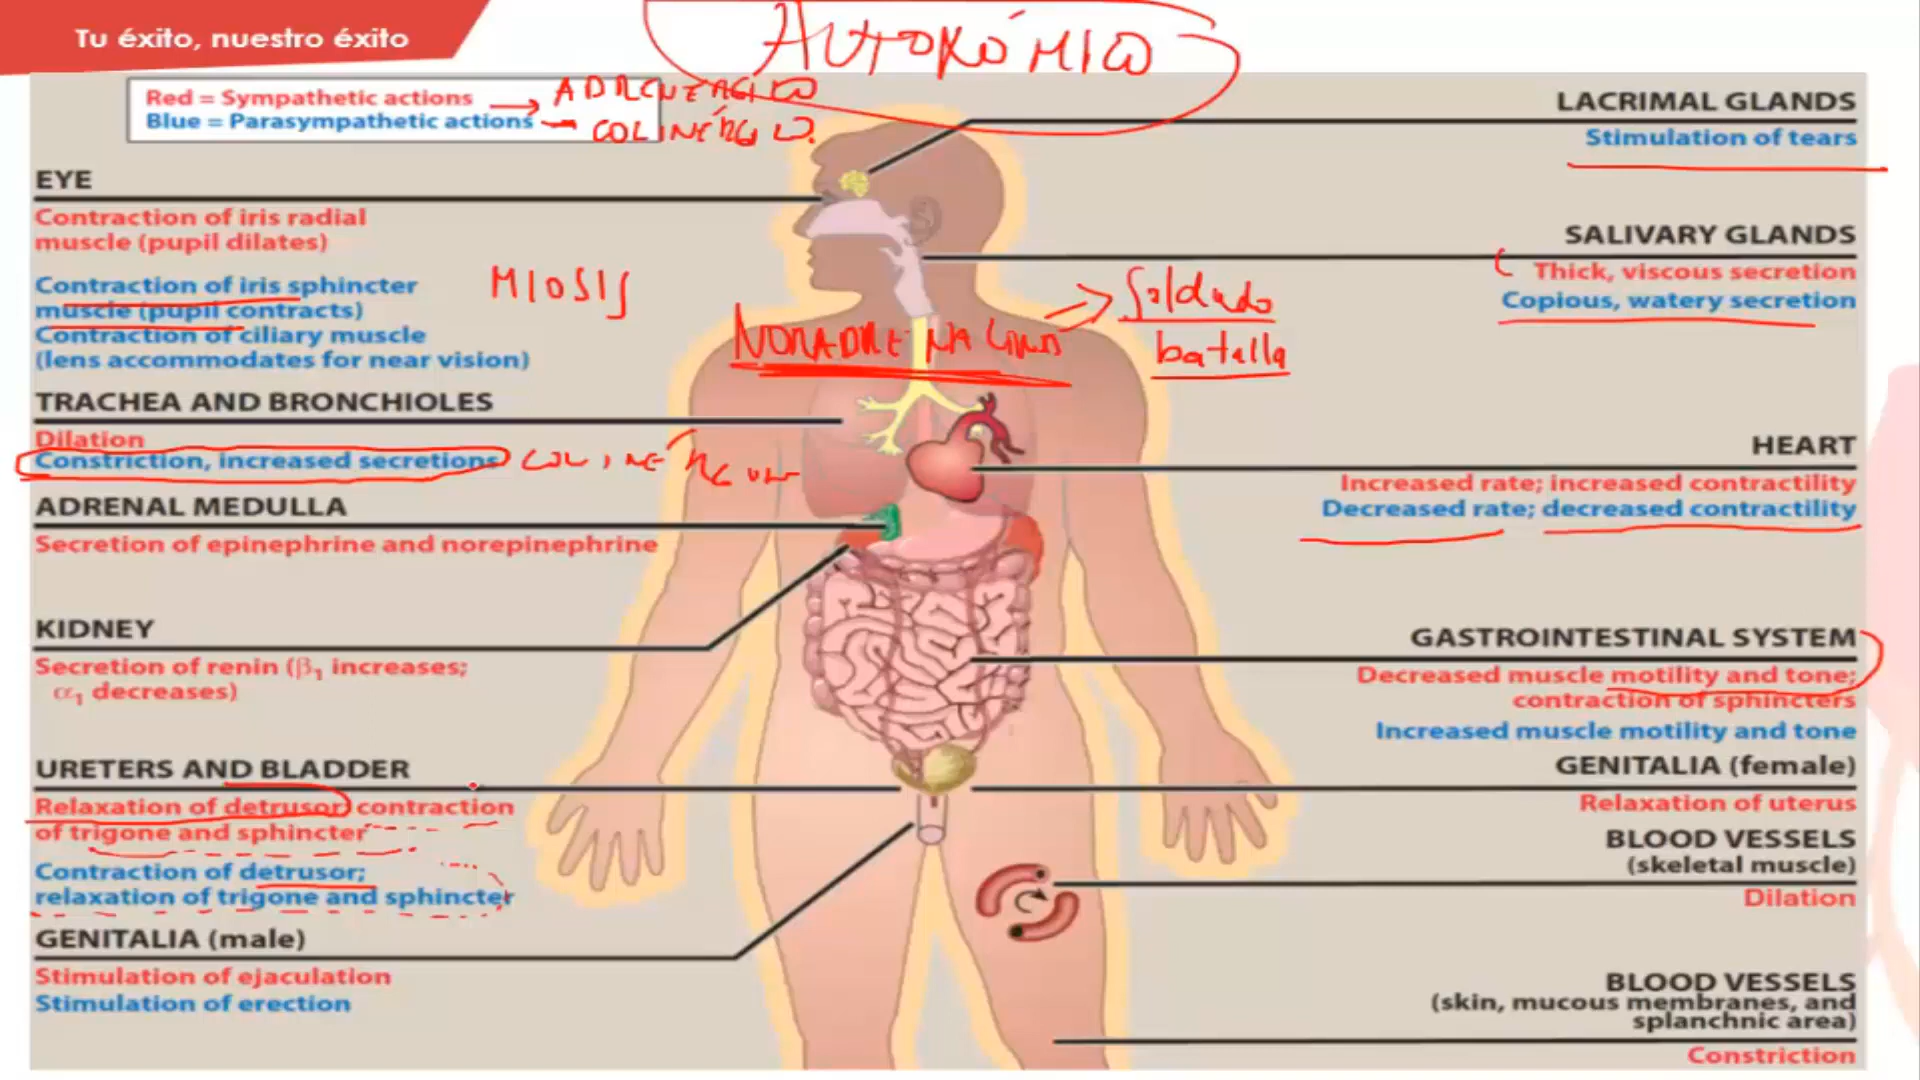 Tu éxito, nuestro éxito
AUTONÓMICO
Red = Sympathetic actions → ADRENERGICO
Blue = Parasympathetic actions – COLINÉRGICO
EYE
Contraction of iris radial
muscle (pupil dilates)
Contraction of iris sphincter
muscle (pupil contracts)
MIOSIS
Contraction of ciliary muscle
(lens accommodates for near vision)
TRACHEA AND BRONCHIOLES
Dilation
Constriction, increased secretions
ADRENAL MEDULLA
Secretion of epinephrine and norepinephrine
KIDNEY
Secretion of renin (β₁ increases;
α₁ decreases)
URETERS AND BLADDER
Relaxation of detrusor; contraction
of trigone and sphincter
Contraction of detrusor;
relaxation of trigone and sphincter
GENITALIA (male)
Stimulation of ejaculation
Stimulation of erection
NORADRENALINA → Soldado
batalla
LACRIMAL GLANDS
Stimulation of tears
SALIVARY GLANDS
Thick, viscous secretion
Copious, watery secretion
HEART
Increased rate; increased contractility
Decreased rate; decreased contractility
GASTROINTESTINAL SYSTEM
Decreased muscle motility and tone;
contraction of sphincters
Increased muscle motility and tone
GENITALIA (female)
Relaxation of uterus
BLOOD VESSELS
(skeletal muscle)
Dilation
BLOOD VESSELS
(skin, mucous membranes, and
splanchnic area)
Constriction